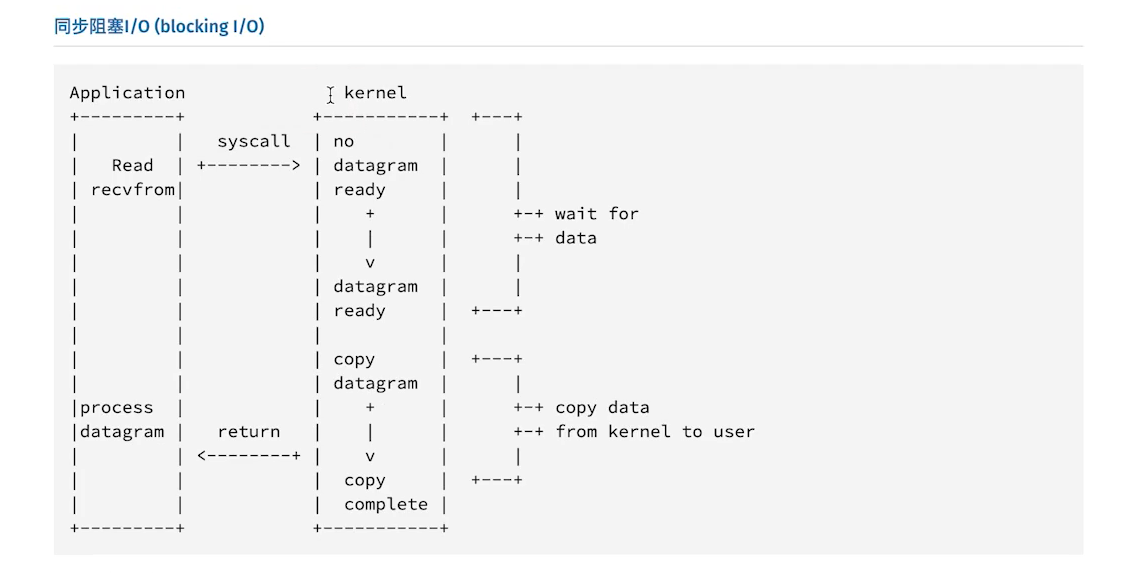 同步阻塞I/O (blocking I/O)
Application kernel
syscall no
Read datagram
recvfrom ready
wait for
data
datagram
ready
copy
datagram
process copy data
datagram return from kernel to user
copy
complete